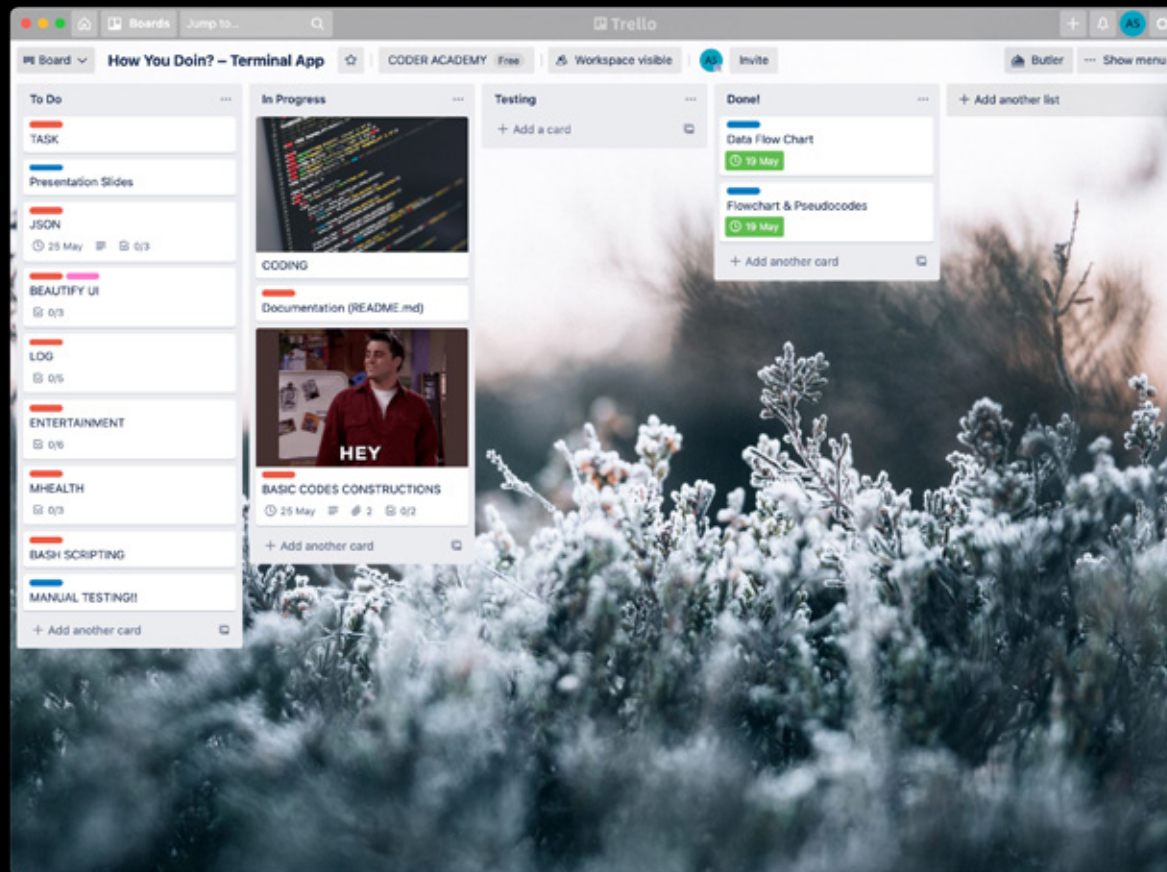 Boards
Jump to...
Trello
AS
Board
How You Doin? – Terminal App
CODER ACADEMY Free
Workspace visible
AS
Invite
Butler
... Show menu
To Do
TASK
Presentation Slides
JSON
25 May 0/3
BEAUTIFY UI
0/3
LOG
0/5
ENTERTAINMENT
0/6
MHEALTH
0/3
BASH SCRIPTING
MANUAL TESTING!!
+ Add another card
In Progress
CODING
Documentation (README.md)
HEY
BASIC CODES CONSTRUCTIONS
25 May 2 0/2
+ Add another card
Testing
+ Add a card
Done!
Data Flow Chart
19 May
Flowchart & Pseudocodes
19 May
+ Add another card
+ Add another list